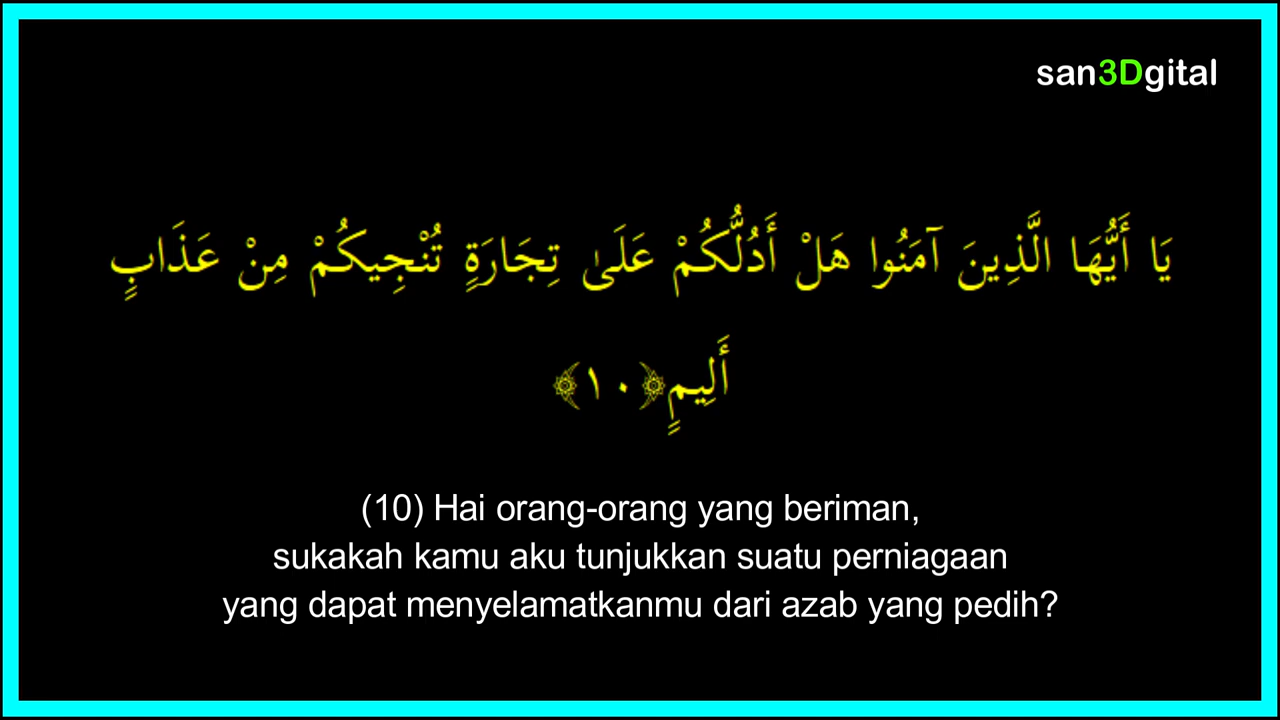 san3Dgital
يَا أَيُّهَا الَّذِينَ آمَنُوا هَلْ أَدُلُّكُمْ عَلَىٰ تِجَارَةٍ تُنْجِيكُمْ مِنْ عَذَابٍ
أَلِيمٍ﴿١٠﴾
(10) Hai orang-orang yang beriman,
sukakah kamu aku tunjukkan suatu perniagaan
yang dapat menyelamatkanmu dari azab yang pedih?